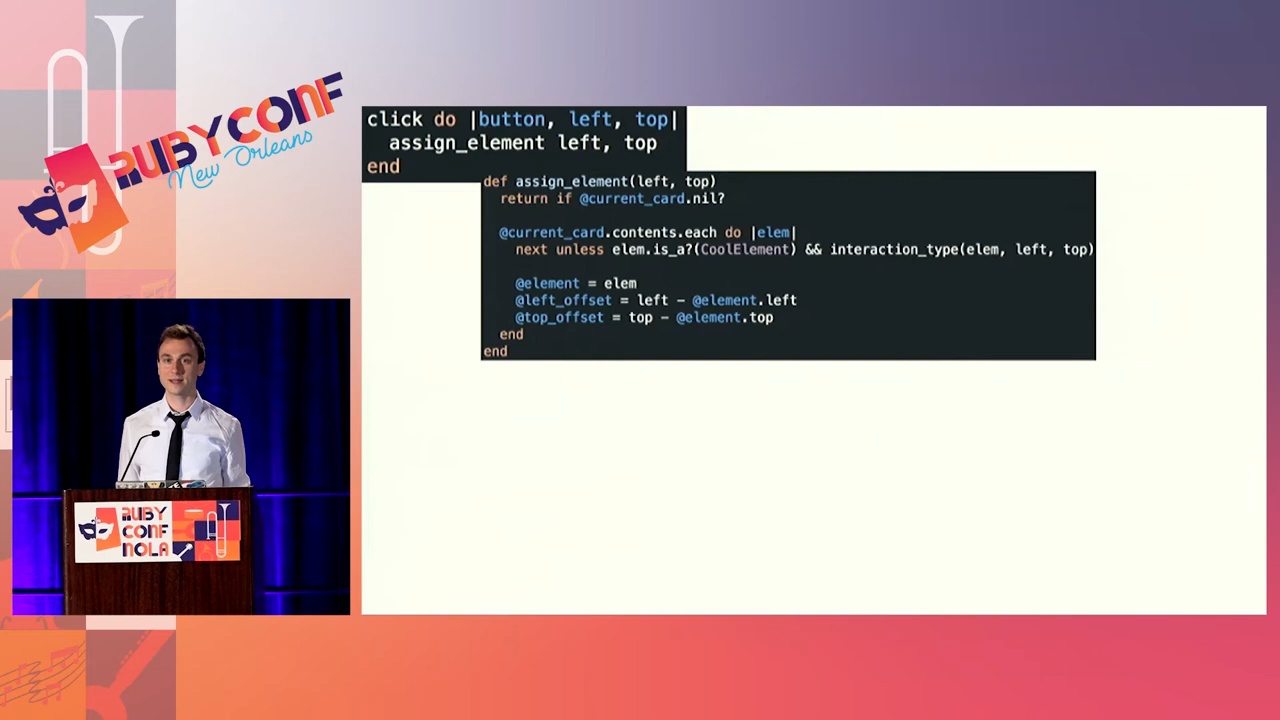 RUBYCONF
New Orleans
click do |button, left, top|
  assign_element left, top
end
def assign_element(left, top)
  return if @current_card.nil?
  @current_card.contents.each do |elem|
    next unless elem.is_a?(CoolElement) && interaction_type(elem, left, top)
    @element = elem
    @left_offset = left - @element.left
    @top_offset = top - @element.top
  end
end
RUBY
CONF
NOLA